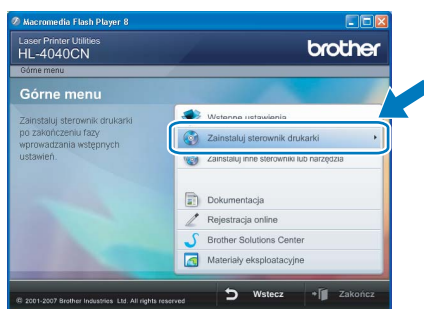 Macromedia Flash Player 8
Laser Printer Utilities
HL-4040CN
brother
Górne menu
Górne menu
Zainstaluj sterownik drukarki
po zakończeniu fazy
wprowadzania wstępnych
ustawień.
Wstępne ustawienia
Zainstaluj sterownik drukarki
Zainstaluj inne sterowniki lub narzędzia
Dokumentacja
Rejestracja online
Brother Solutions Center
Materiały eksploatacyjne
© 2001-2007 Brother Industries Ltd. All rights reserved
Wstecz
Zakończ